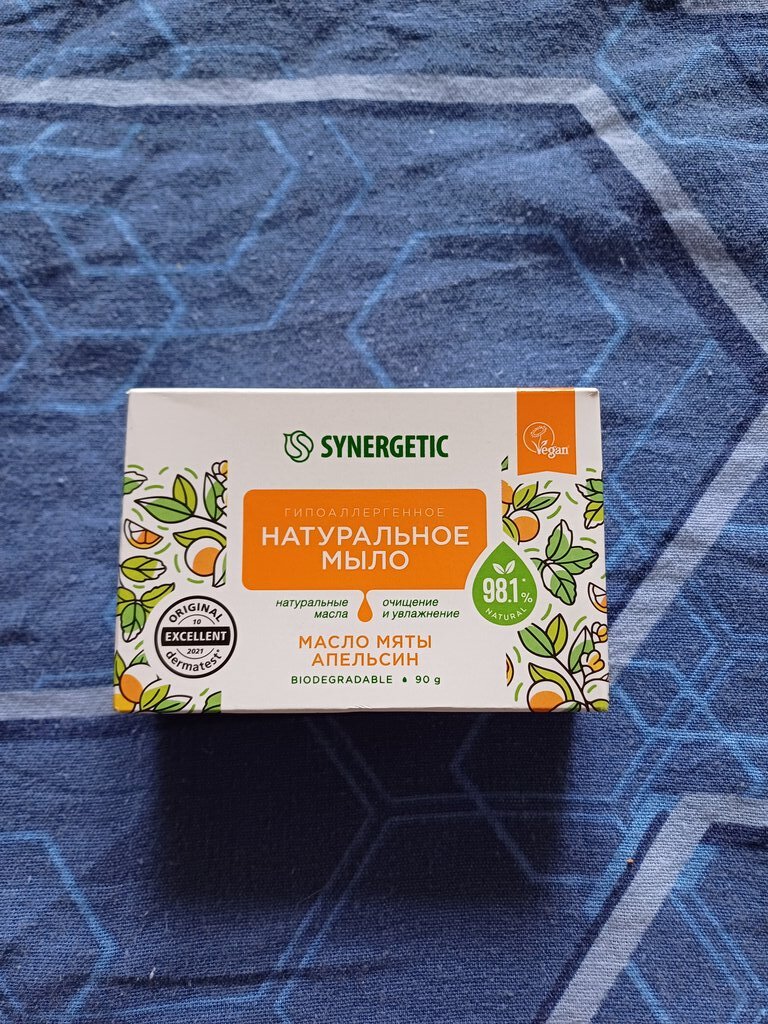 SYNERGETIC
Vegan
ГИПОАЛЛЕРГЕННОЕ
НАТУРАЛЬНОЕ
МЫЛО
натуральные
масла
очищение
и увлажнение
98.1*%
NATURAL
МАСЛО МЯТЫ
АПЕЛЬСИН
BIODEGRADABLE • 90 g
ORIGINAL
10
EXCELLENT
2021
dermatest®